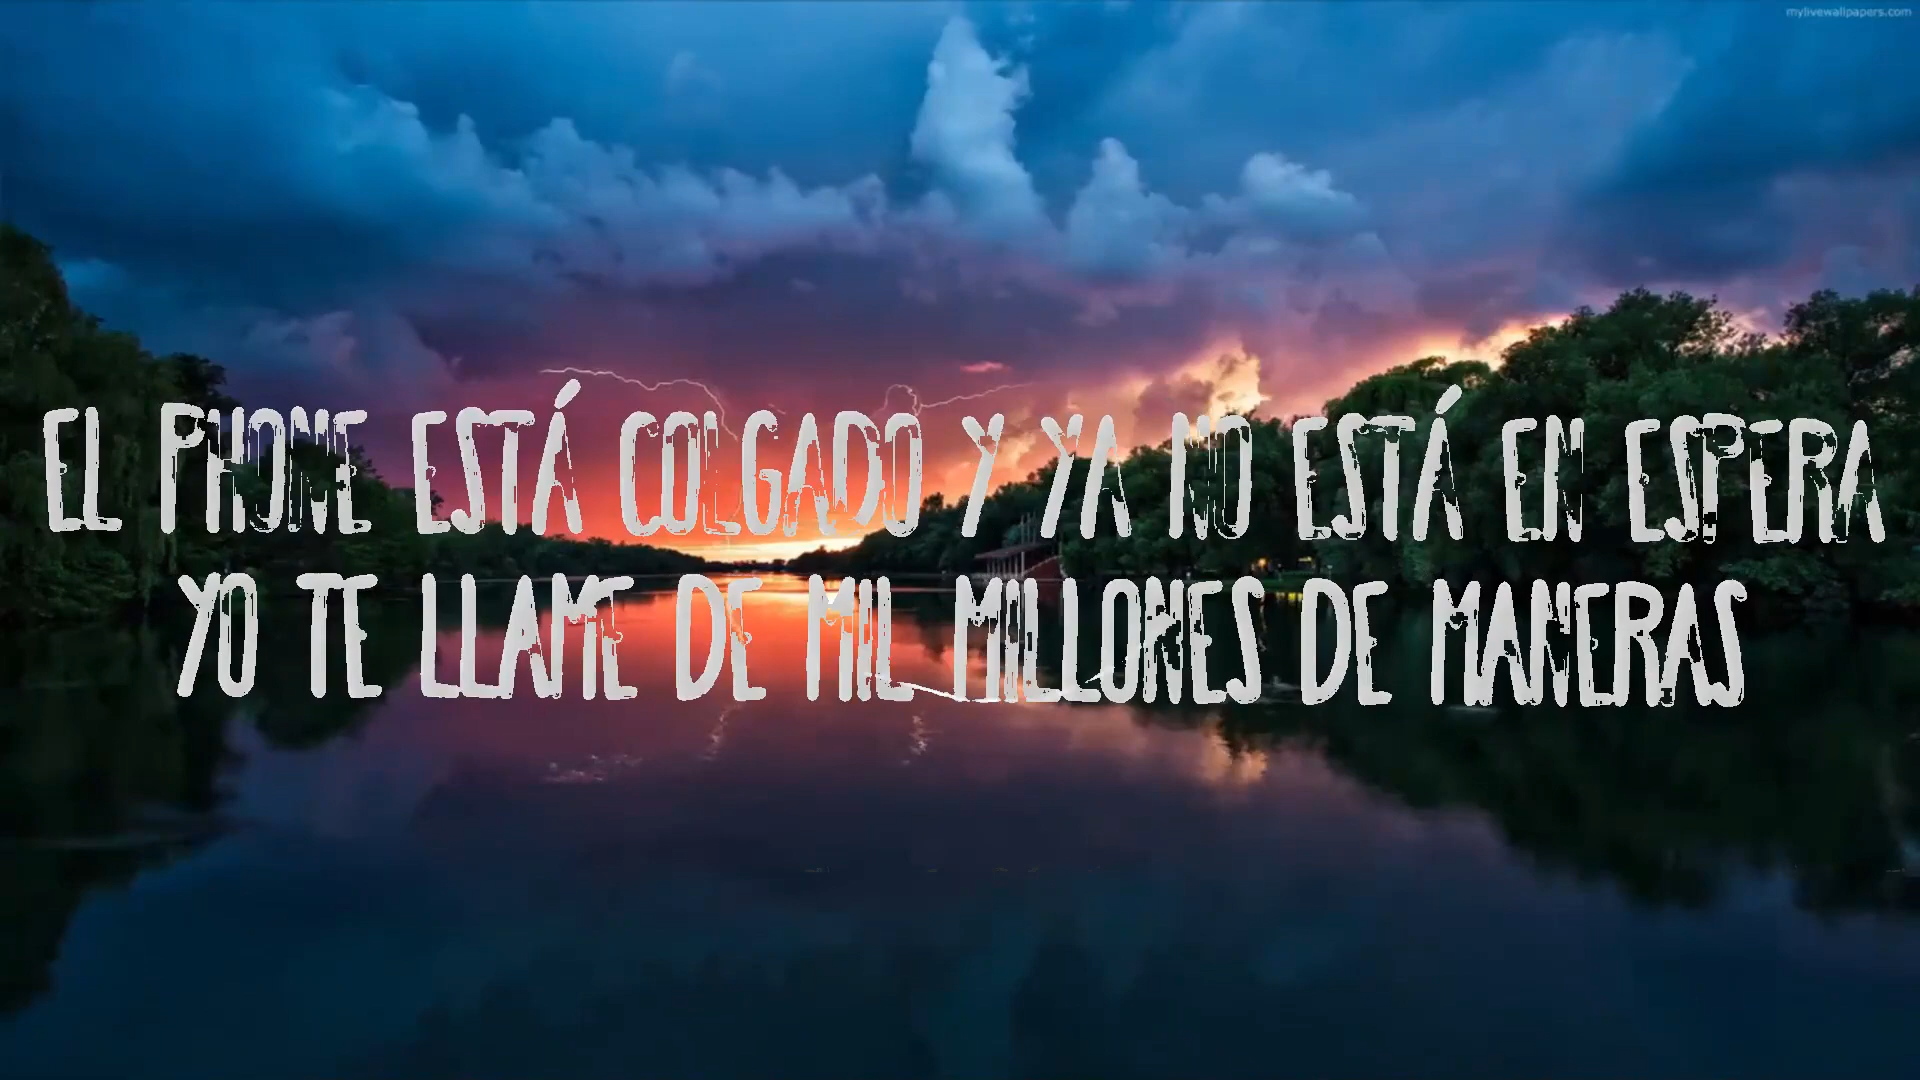 mylivewallpapers.com
EL PHONE ESTÁ COLGADO Y YA NO ESTÁ EN ESPERA
YO TE LLAME DE MIL MILLONES DE MANERAS